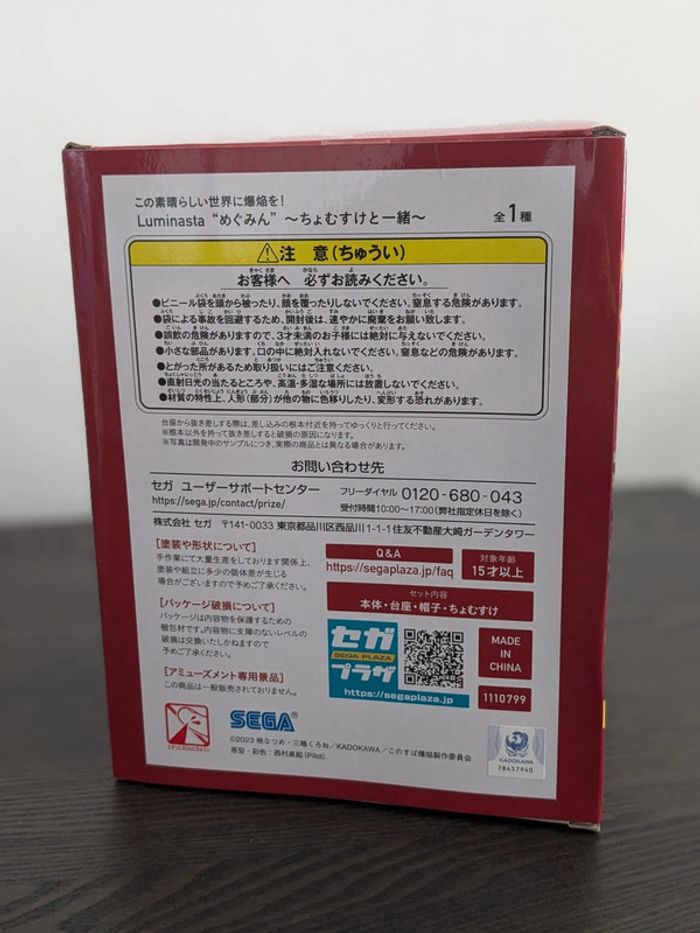 この素晴らしい世界に爆焔を!
Luminasta “めぐみん” ～ちょむすけと一緒～
全1種
注 意(ちゅうい)
お客様へ 必ずお読みください。
●ビニール袋を頭から被ったり、顔を覆ったりしないでください。窒息する危険があります。
●袋による事故を回避するため、開封後は、速やかに廃棄をお願い致します。
●誤飲の危険がありますので、3才未満のお子様には絶対に与えないでください。
●小さな部品があります。口の中に絶対入れないでください。窒息などの危険があります。
●とがった所があるため取り扱いにはご注意ください。
●直射日光の当たるところや、高温・多湿な場所には放置しないでください。
●材質の特性上、人形(部分)が他の物に色移りしたり、変形する恐れがあります。
台座から抜き差しする際は、差し込みの根本付近を持ってゆっくりと行ってください。
※根本以外を持って抜き差しすると破損の原因になります。
※写真は開発中のサンプルにつき、実際の商品とは異なる場合があります。
お問い合わせ先
セガ ユーザーサポートセンター
https://sega.jp/contact/prize/
フリーダイヤル 0120-680-043
受付時間10:00～17:00(弊社指定休日を除く)
株式会社 セガ 〒141-0033 東京都品川区西品川1-1-1住友不動産大崎ガーデンタワー
[塗装や形状について]
手作業にて大量生産をしております関係上、
塗装や組立に多少の個体差が生じる
場合がございますので予めご了承ください。
[パッケージ破損について]
パッケージは内容物を保護するための
梱包材です。内容物に支障のないレベルの
破損は交換いたしかねますので
予めご了承ください。
[アミューズメント専用景品]
この商品は一般販売されておりません。
Q&A
https://segaplaza.jp/faq
対象年齢
15才以上
セット内容
本体・台座・帽子・ちょむすけ
セガ
SEGA PLAZA
プラザ
https://segaplaza.jp
MADE
IN
CHINA
1110799
SEGA®
©2023 暁なつめ・三嶋くろね/KADOKAWA/このすば爆焔製作委員会
原型・彩色:西村直起(Pilot)
KADOKAWA
78457940